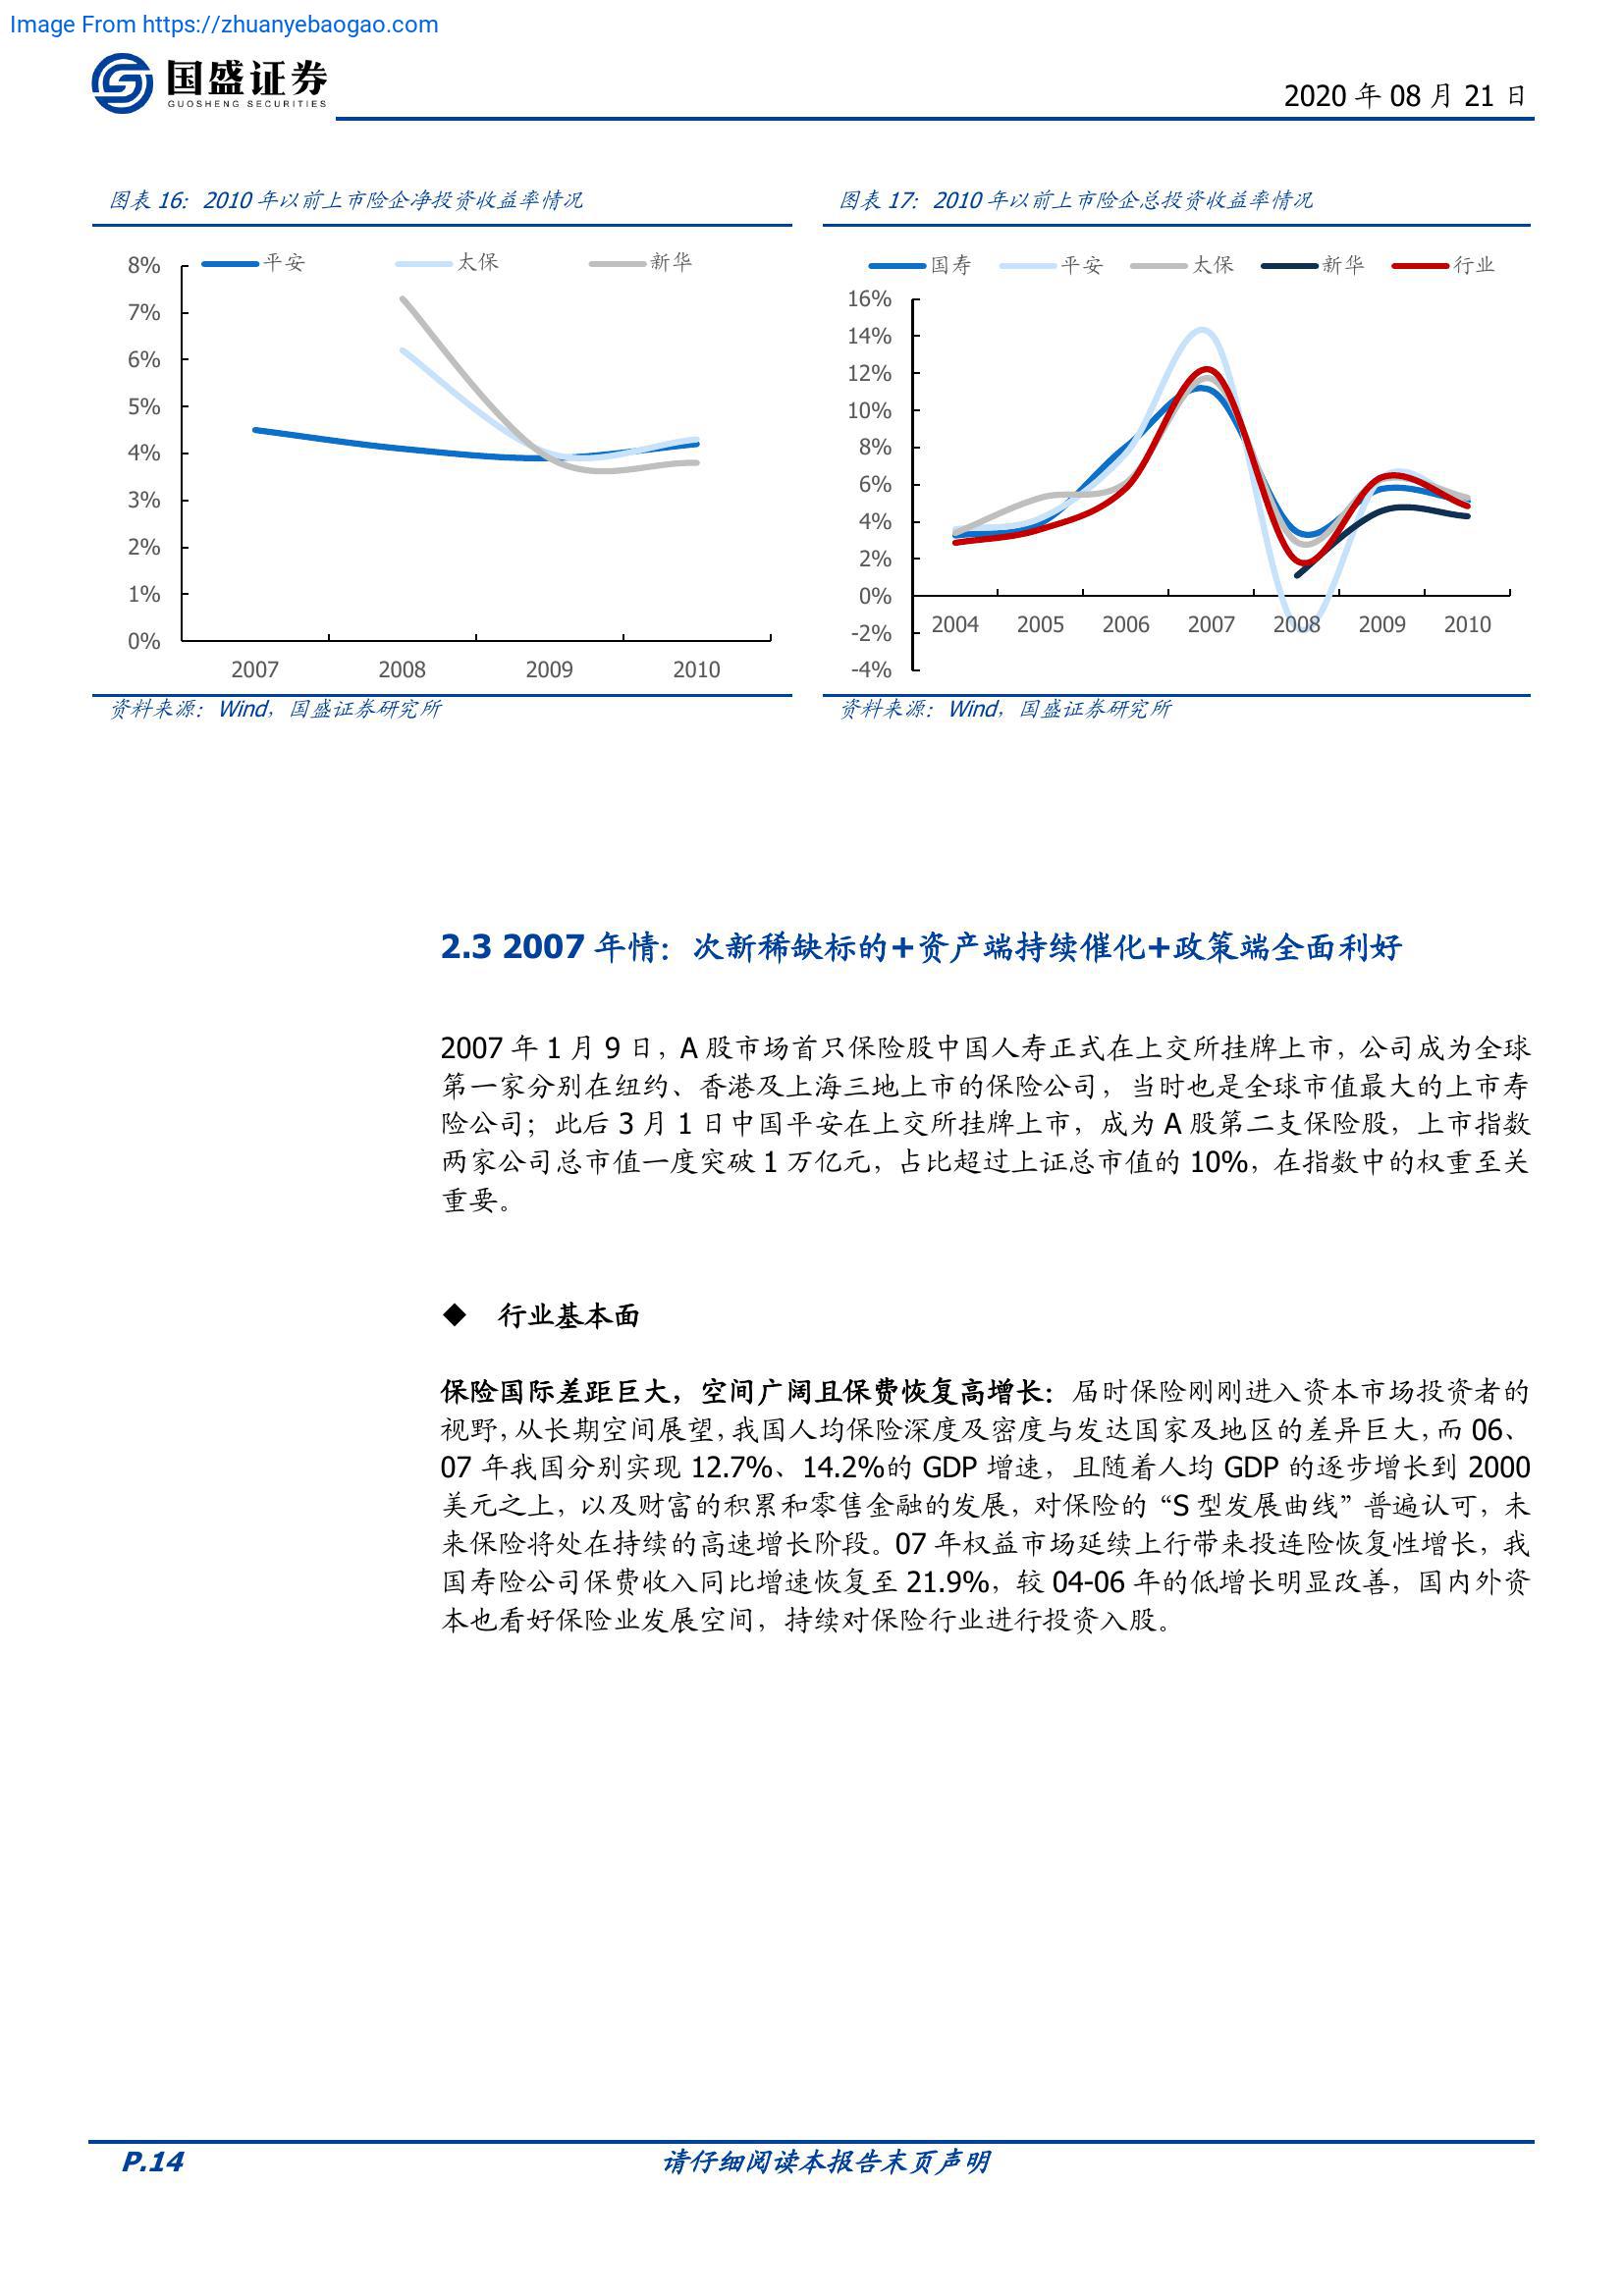 Image From https://zhuanyebaogao.com
国盛证券
GUOSHENG SECURITIES
2020 年 08 月 21 日
图表 16：2010 年以前上市险企净投资收益率情况
平安 太保 新华
8%
7%
6%
5%
4%
3%
2%
1%
0%
2007 2008 2009 2010
资料来源：Wind，国盛证券研究所
图表 17：2010 年以前上市险企总投资收益率情况
国寿 平安 太保 新华 行业
16%
14%
12%
10%
8%
6%
4%
2%
0%
-2%
-4%
2004 2005 2006 2007 2008 2009 2010
资料来源：Wind，国盛证券研究所
2.3 2007 年情：次新稀缺标的+资产端持续催化+政策端全面利好
2007 年 1 月 9 日，A 股市场首只保险股中国人寿正式在上交所挂牌上市，公司成为全球
第一家分别在纽约、香港及上海三地上市的保险公司，当时也是全球市值最大的上市寿
险公司；此后 3 月 1 日中国平安在上交所挂牌上市，成为 A 股第二支保险股，上市指数
两家公司总市值一度突破 1 万亿元，占比超过上证总市值的 10%，在指数中的权重至关
重要。
◆ 行业基本面
保险国际差距巨大，空间广阔且保费恢复高增长：届时保险刚刚进入资本市场投资者的
视野，从长期空间展望，我国人均保险深度及密度与发达国家及地区的差异巨大，而 06、
07 年我国分别实现 12.7%、14.2%的 GDP 增速，且随着人均 GDP 的逐步增长到 2000
美元之上，以及财富的积累和零售金融的发展，对保险的“S 型发展曲线”普遍认可，未
来保险将处在持续的高速增长阶段。07 年权益市场延续上行带来投连险恢复性增长，我
国寿险公司保费收入同比增速恢复至 21.9%，较 04-06 年的低增长明显改善，国内外资
本也看好保险业发展空间，持续对保险行业进行投资入股。
P.14
请仔细阅读本报告末页声明